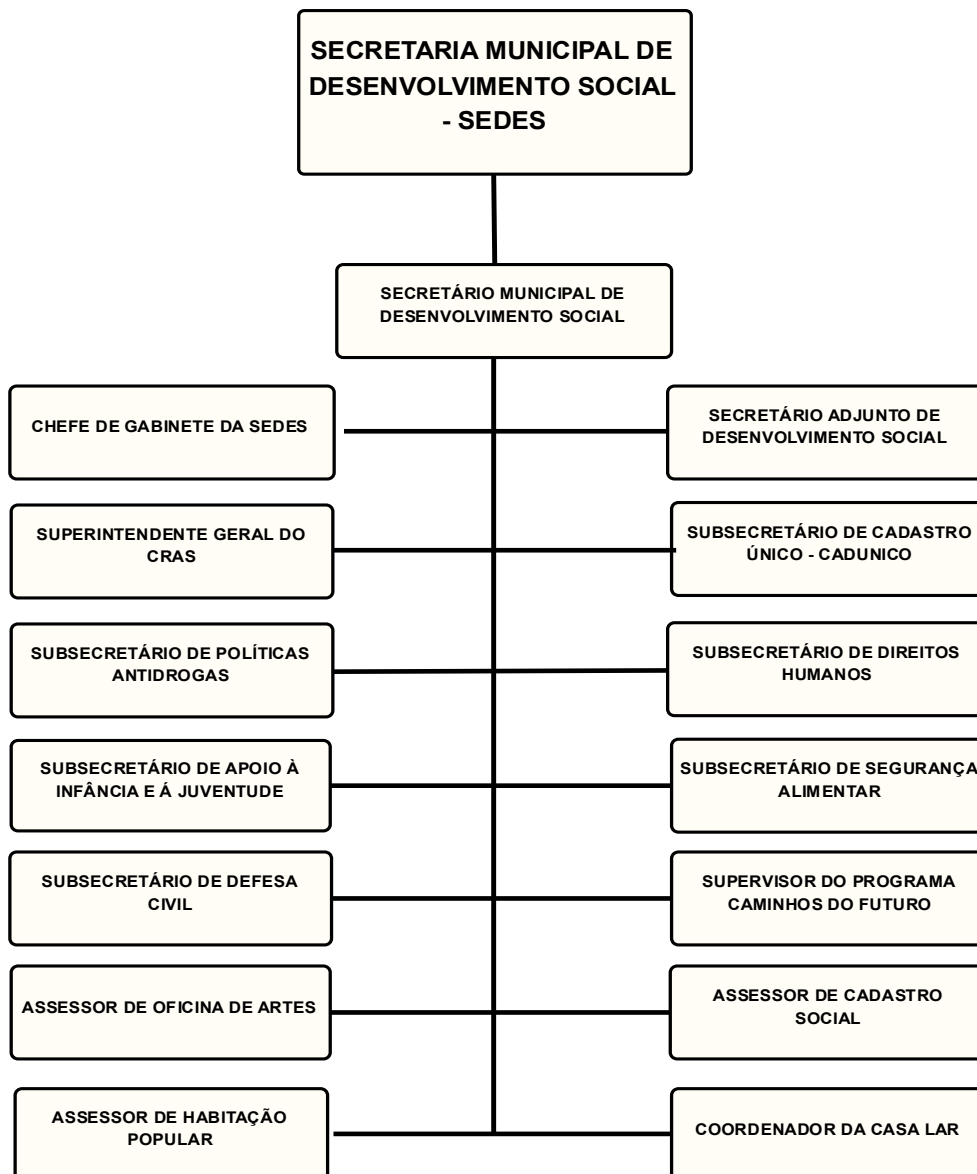 SECRETARIA MUNICIPAL DE
DESENVOLVIMENTO SOCIAL
- SEDES
SECRETÁRIO MUNICIPAL DE
DESENVOLVIMENTO SOCIAL
CHEFE DE GABINETE DA SEDES
SECRETÁRIO ADJUNTO DE
DESENVOLVIMENTO SOCIAL
SUPERINTENDENTE GERAL DO
CRAS
SUBSECRETÁRIO DE CADASTRO
ÚNICO - CADUNICO
SUBSECRETÁRIO DE POLÍTICAS
ANTIDROGAS
SUBSECRETÁRIO DE DIREITOS
HUMANOS
SUBSECRETÁRIO DE APOIO À
INFÂNCIA E Á JUVENTUDE
SUBSECRETÁRIO DE SEGURANÇA
ALIMENTAR
SUBSECRETÁRIO DE DEFESA
CIVIL
SUPERVISOR DO PROGRAMA
CAMINHOS DO FUTURO
ASSESSOR DE OFICINA DE ARTES
ASSESSOR DE CADASTRO
SOCIAL
ASSESSOR DE HABITAÇÃO
POPULAR
COORDENADOR DA CASA LAR